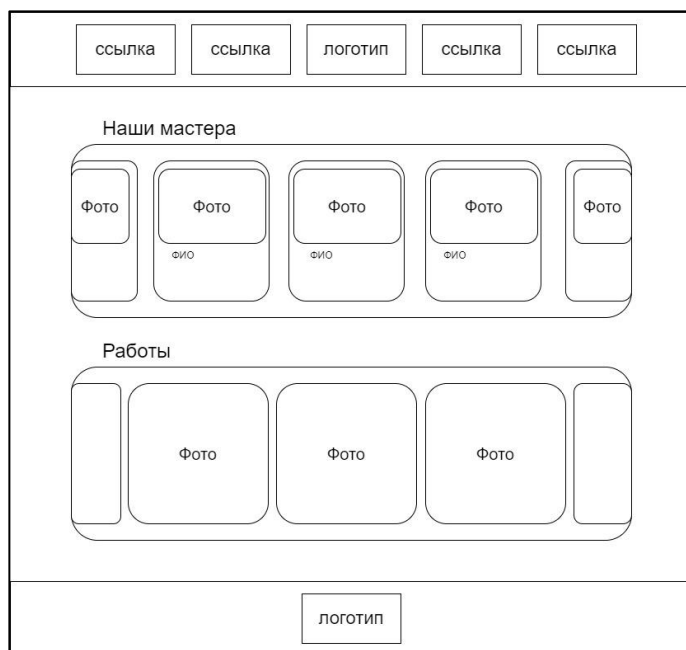 ссылка ссылка логотип ссылка ссылка
Наши мастера
Фото Фото Фото Фото Фото
ФИО ФИО ФИО
Работы
Фото Фото Фото
логотип